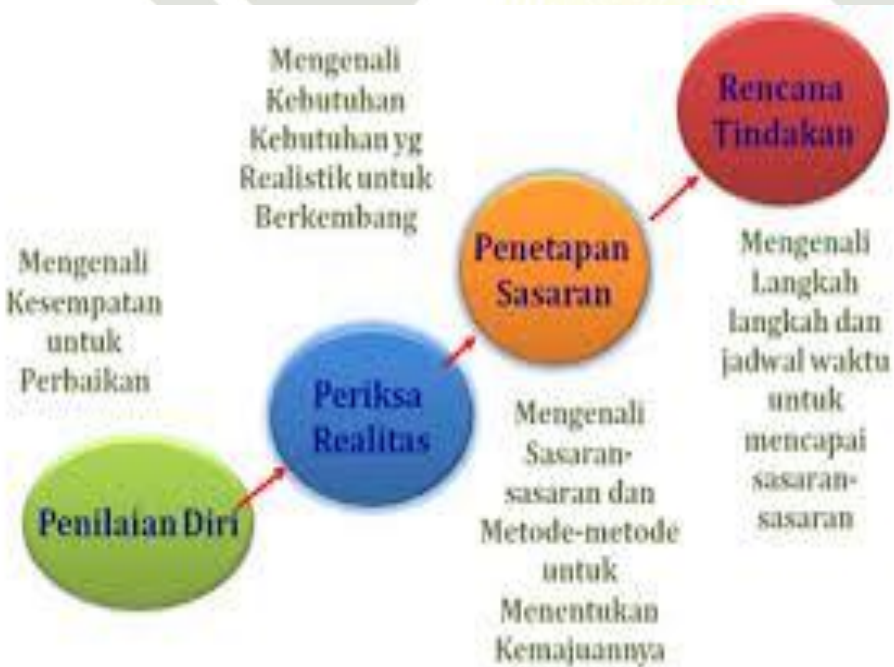 Mengenali
Kesempatan
untuk
Perbaikan
Penilaian Diri
Mengenali
Kebutuhan
Kebutuhan yg
Realistik untuk
Berkembang
Periksa
Realitas
Penetapan
Sasaran
Mengenali
Sasaran-
sasaran dan
Metode-metode
untuk
Menentukan
Kemajuannya
Rencana
Tindakan
Mengenali
Langkah
langkah dan
jadwal waktu
untuk
mencapai
sasaran-
sasaran